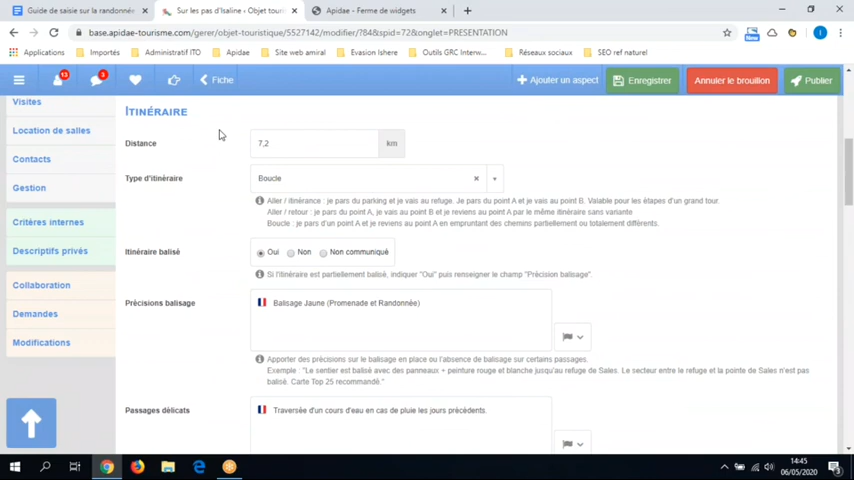 Guide de saisie sur la randonnée
Sur les pas d'Isaline ‹ Objet touri
Apidae - Ferme de widgets
base.apidae-tourisme.com/gerer/objet-touristique/5527142/modifier/?84&spid=72&onglet=PRESENTATION
New
I
Applications
Importés
Administratif ITO
Apidae
Site web amiral
Evasion Ishere
Outils GRC Interw...
Réseaux sociaux
SEO ref naturel
13
3
Fiche
Ajouter un aspect
Enregistrer
Annuler le brouillon
Publier
Visites
Location de salles
Contacts
Gestion
Critères internes
Descriptifs privés
Collaboration
Demandes
Modifications
ITINÉRAIRE
Distance
7,2
km
Type d'itinéraire
Boucle
Aller / itinérance : je pars du parking et je vais au refuge. Je pars du point A et je vais au point B. Valable pour les étapes d'un grand tour.
Aller / retour : je pars du point A, je vais au point B et je reviens au point A par le même itinéraire sans variante
Boucle : je pars d'un point A et je reviens au point A en empruntant des chemins partiellement ou totalement différents.
Itinéraire balisé
Oui
Non
Non communiqué
Si l'itinéraire est partiellement balisé, indiquer "Oui" puis renseigner le champ "Précision balisage".
Précisions balisage
Balisage Jaune (Promenade et Randonnée)
Apporter des précisions sur le balisage en place ou l'absence de balisage sur certains passages.
Exemple : "Le sentier est balisé avec des panneaux + peinture rouge et blanche jusqu'au refuge de Sales. Le secteur entre le refuge et la pointe de Sales n'est pas
balisé. Carte Top 25 recommandé."
Passages délicats
Traversée d'un cours d'eau en cas de pluie les jours précédents.
14:45
06/05/2020
3